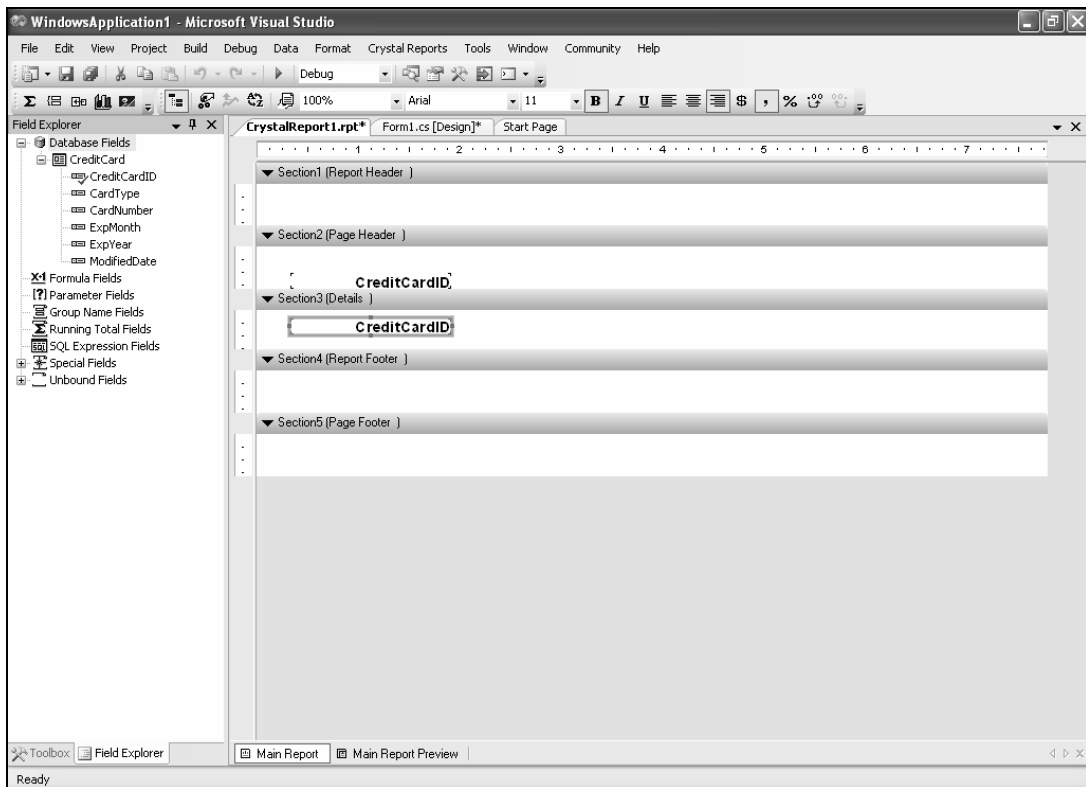 WindowsApplication1 - Microsoft Visual Studio
File Edit View Project Build Debug Data Format Crystal Reports Tools Window Community Help
Debug
100% Arial 11 B I U $ , %
Field Explorer
CrystalReport1.rpt* Form1.cs [Design]* Start Page
Database Fields
CreditCard
CreditCardID
CardType
CardNumber
ExpMonth
ExpYear
ModifiedDate
Formula Fields
Parameter Fields
Group Name Fields
Running Total Fields
SQL Expression Fields
Special Fields
Unbound Fields
1 2 3 4 5 6 7
Section1 (Report Header )
Section2 (Page Header )
CreditCardID
Section3 (Details )
CreditCardID
Section4 (Report Footer )
Section5 (Page Footer )
Toolbox Field Explorer
Main Report Main Report Preview
Ready